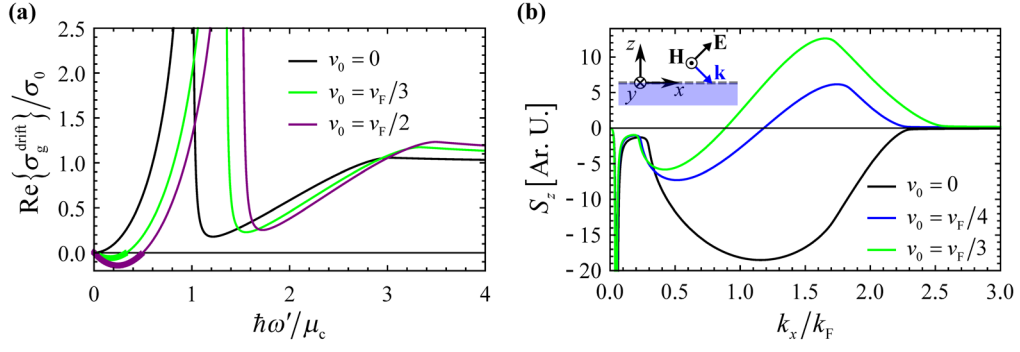 (a)
Re{σ_g^drift}/σ_0
2.5
2.0
1.5
1.0
0.5
0.0
0 1 2 3 4
ħω′/μ_c
v_0 = 0
v_0 = v_F/3
v_0 = v_F/2
(b)
S_z [Ar. U.]
10
5
0
-5
-10
-15
-20
0.0 0.5 1.0 1.5 2.0 2.5 3.0
k_x/k_F
z
E
H
k
y
x
v_0 = 0
v_0 = v_F/4
v_0 = v_F/3